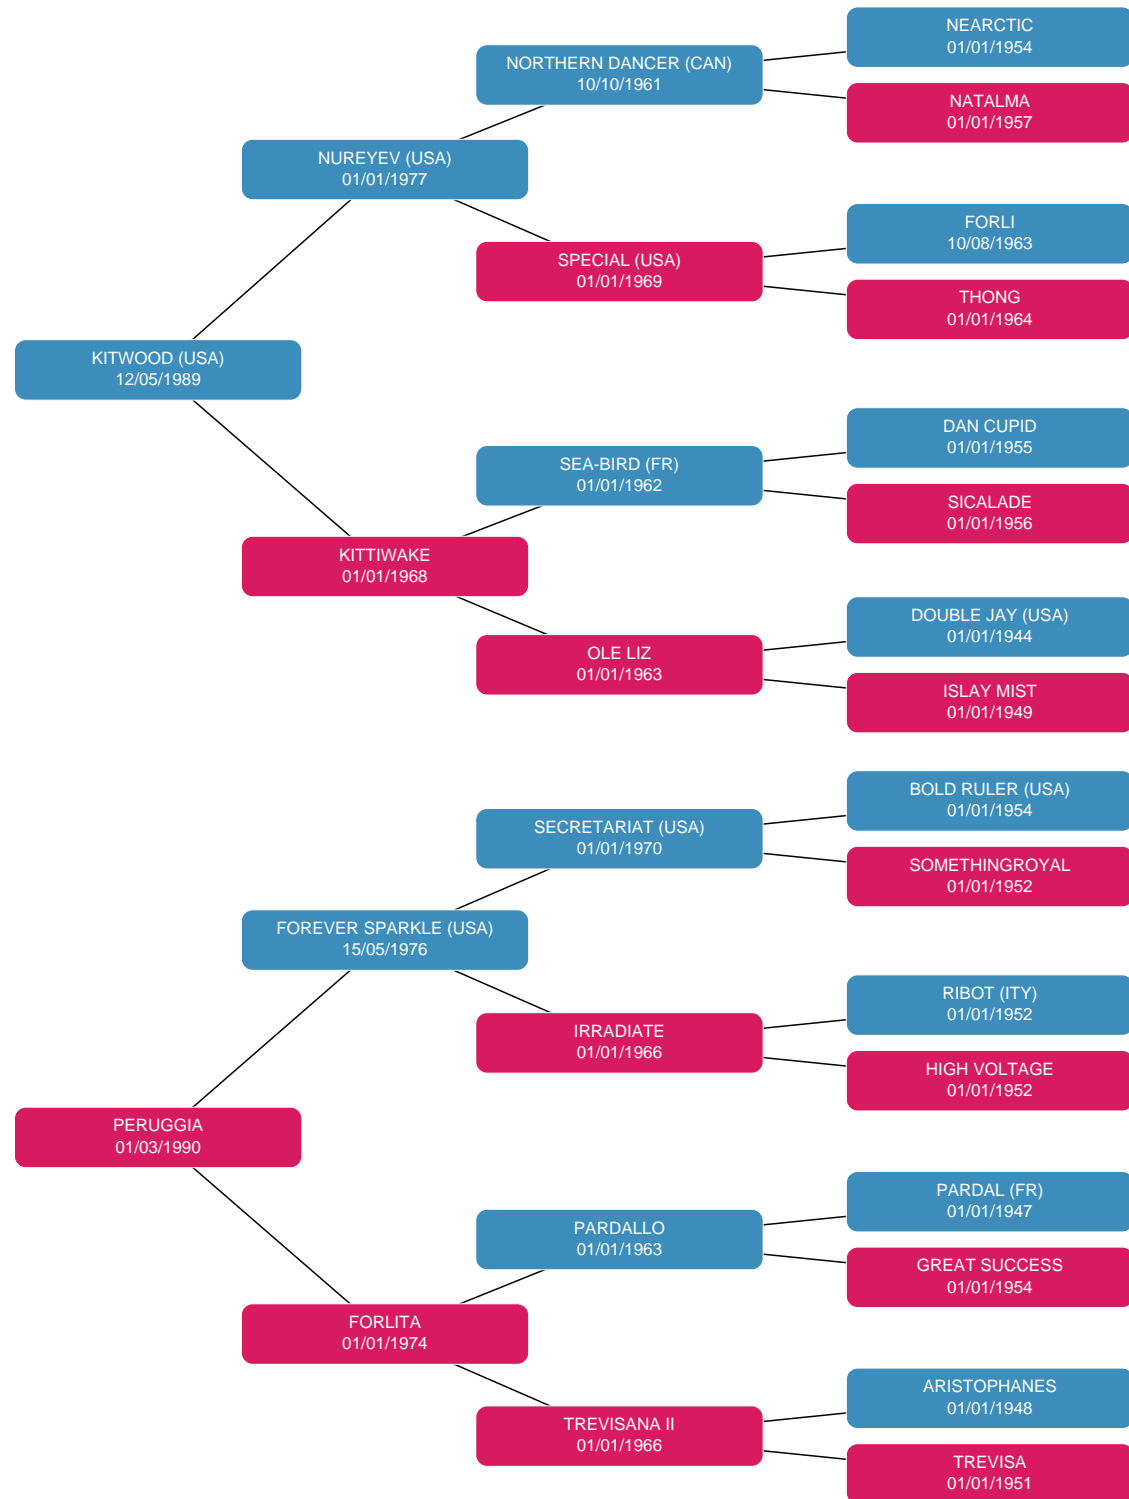 NEARCTIC
01/01/1954
NORTHERN DANCER (CAN)
10/10/1961
NATALMA
01/01/1957
NUREYEV (USA)
01/01/1977
FORLI
10/08/1963
SPECIAL (USA)
01/01/1969
THONG
01/01/1964
KITWOOD (USA)
12/05/1989
DAN CUPID
01/01/1955
SEA-BIRD (FR)
01/01/1962
SICALADE
01/01/1956
KITTIWAKE
01/01/1968
DOUBLE JAY (USA)
01/01/1944
OLE LIZ
01/01/1963
ISLAY MIST
01/01/1949
BOLD RULER (USA)
01/01/1954
SECRETARIAT (USA)
01/01/1970
SOMETHINGROYAL
01/01/1952
FOREVER SPARKLE (USA)
15/05/1976
RIBOT (ITY)
01/01/1952
IRRADIATE
01/01/1966
HIGH VOLTAGE
01/01/1952
PERUGGIA
01/03/1990
PARDAL (FR)
01/01/1947
PARDALLO
01/01/1963
GREAT SUCCESS
01/01/1954
FORLITA
01/01/1974
ARISTOPHANES
01/01/1948
TREVISANA II
01/01/1966
TREVISA
01/01/1951